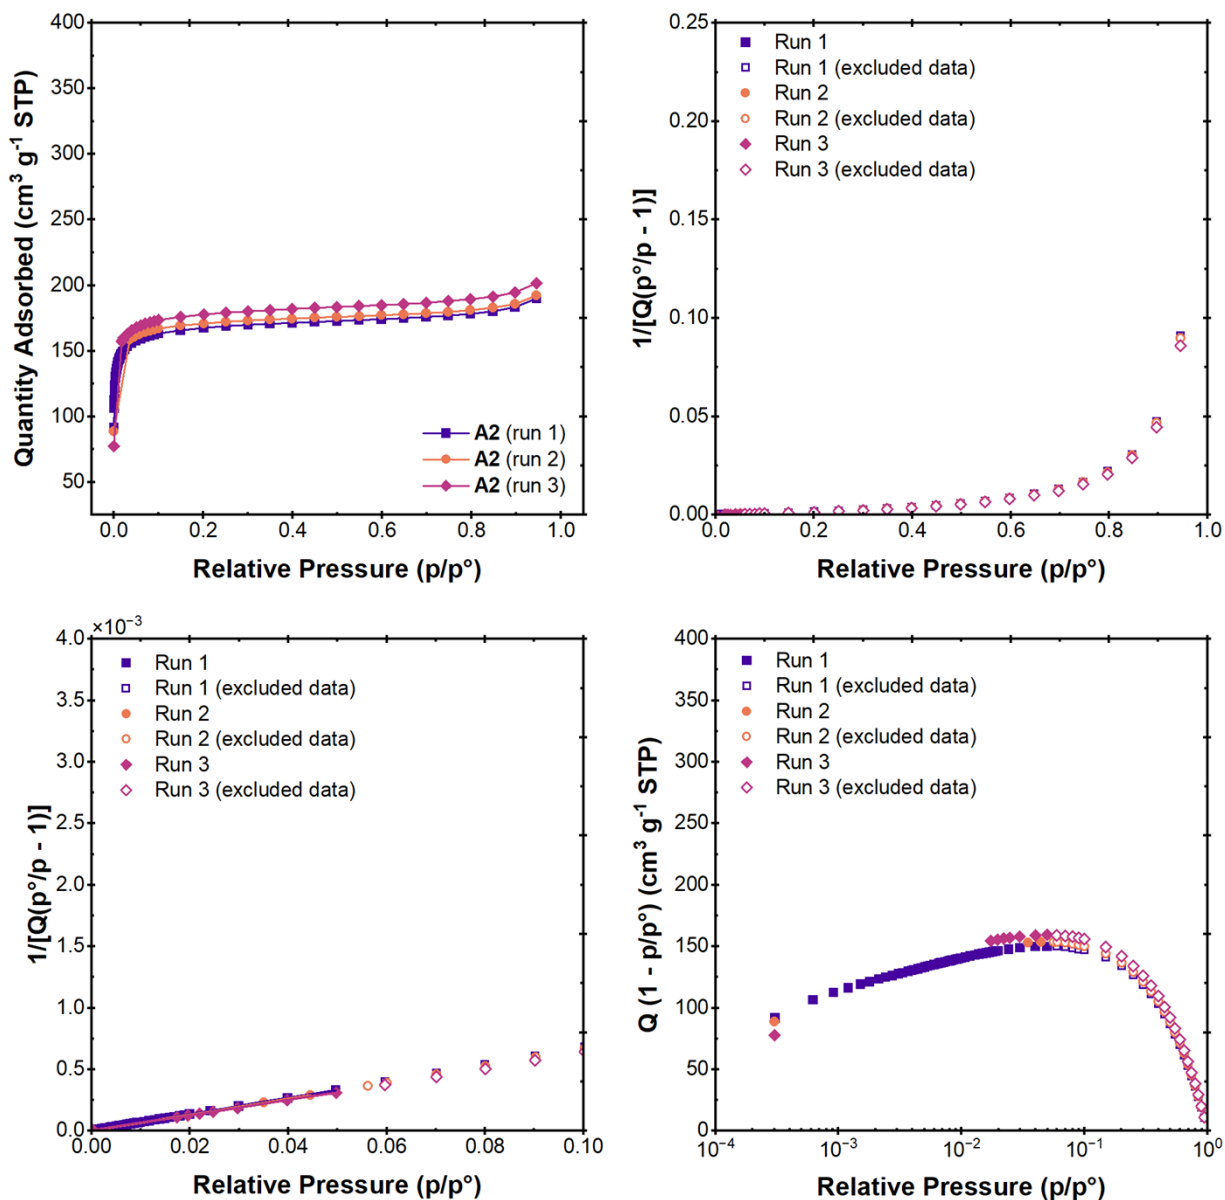 400
350
300
250
200
150
100
50
0.0
0.2
0.4
0.6
0.8
1.0
Quantity Adsorbed (cm³ g⁻¹ STP)
Relative Pressure (p/p°)
A2 (run 1)
A2 (run 2)
A2 (run 3)
0.25
0.20
0.15
0.10
0.05
0.00
0.0
0.2
0.4
0.6
0.8
1.0
1/[Q(p°/p - 1)]
Relative Pressure (p/p°)
Run 1
Run 1 (excluded data)
Run 2
Run 2 (excluded data)
Run 3
Run 3 (excluded data)
×10⁻³
4.0
3.5
3.0
2.5
2.0
1.5
1.0
0.5
0.0
0.00
0.02
0.04
0.06
0.08
0.10
1/[Q(p°/p - 1)]
Relative Pressure (p/p°)
Run 1
Run 1 (excluded data)
Run 2
Run 2 (excluded data)
Run 3
Run 3 (excluded data)
400
350
300
250
200
150
100
50
0
10⁻⁴
10⁻³
10⁻²
10⁻¹
10⁰
Q (1 - p/p°) (cm³ g⁻¹ STP)
Relative Pressure (p/p°)
Run 1
Run 1 (excluded data)
Run 2
Run 2 (excluded data)
Run 3
Run 3 (excluded data)